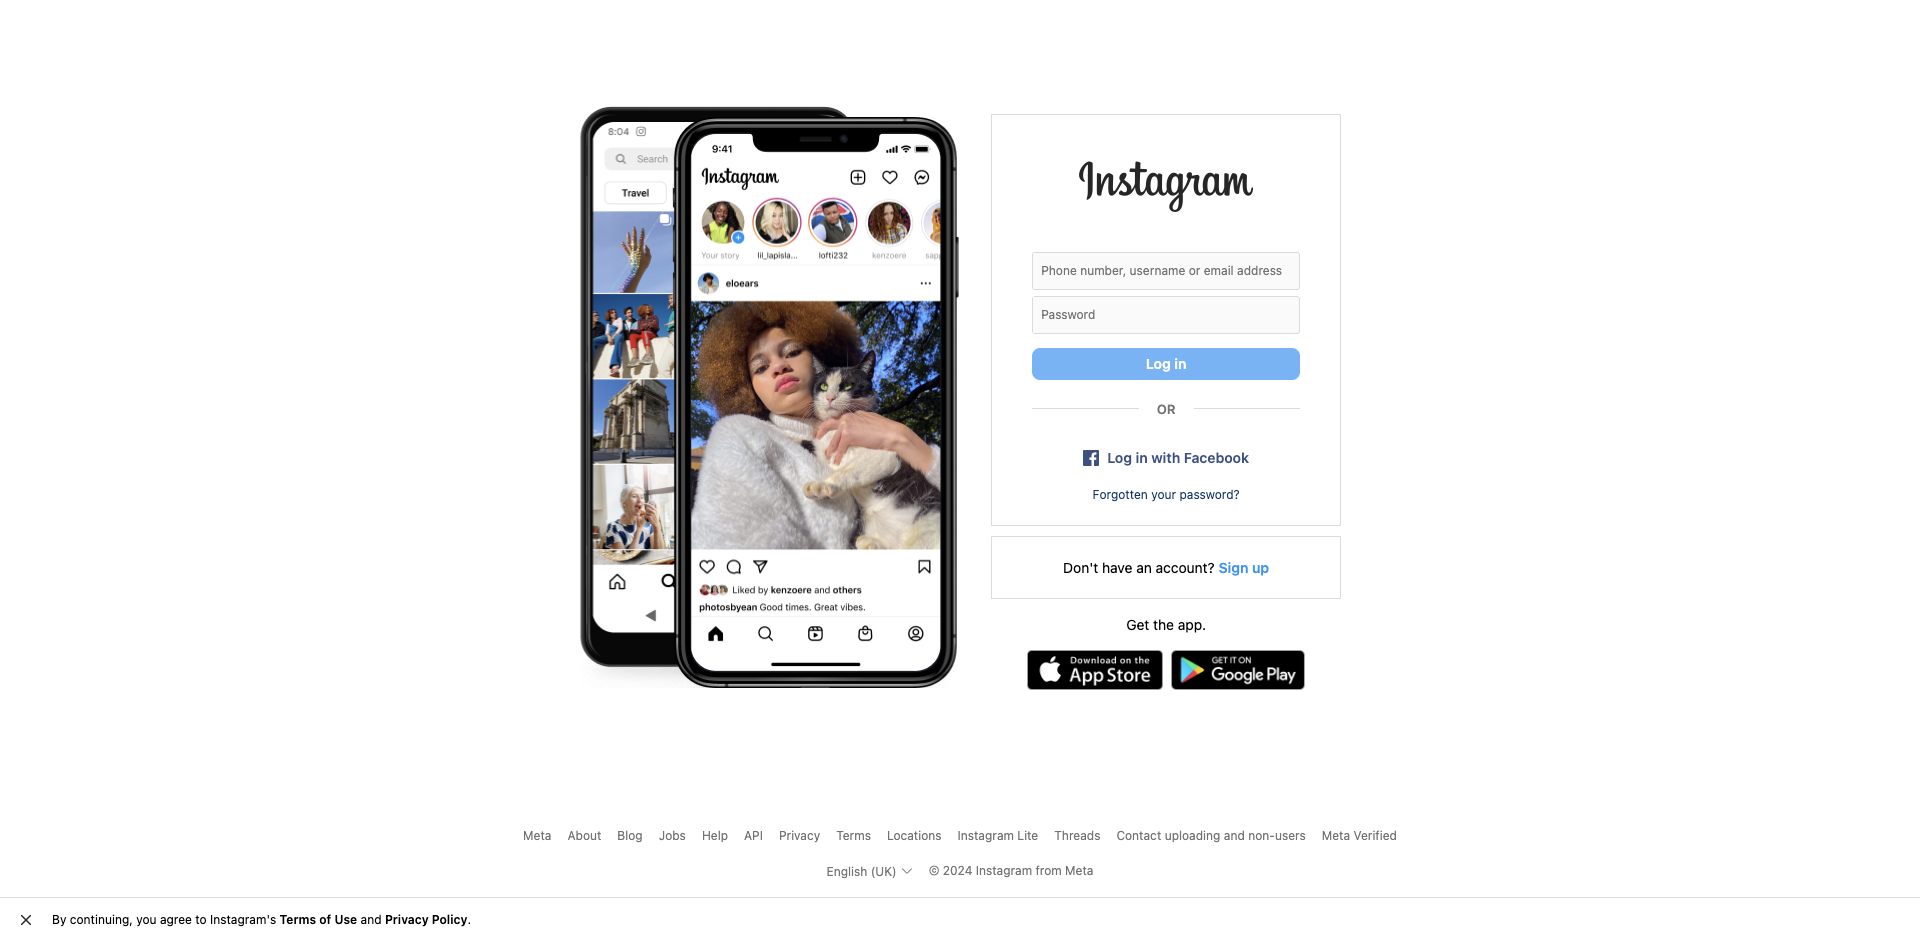 8:04
Search
Travel
9:41
Instagram
Your story
lil_lapisla...
lofti232
kenzoere
eloears
Liked by kenzoere and others
photosbyean Good times. Great vibes.
Instagram
Phone number, username or email address
Password
Log in
OR
Log in with Facebook
Forgotten your password?
Don't have an account? Sign up
Get the app.
Download on the
App Store
GET IT ON
Google Play
Meta About Blog Jobs Help API Privacy Terms Locations Instagram Lite Threads Contact uploading and non-users Meta Verified
English (UK) © 2024 Instagram from Meta
By continuing, you agree to Instagram's Terms of Use and Privacy Policy.